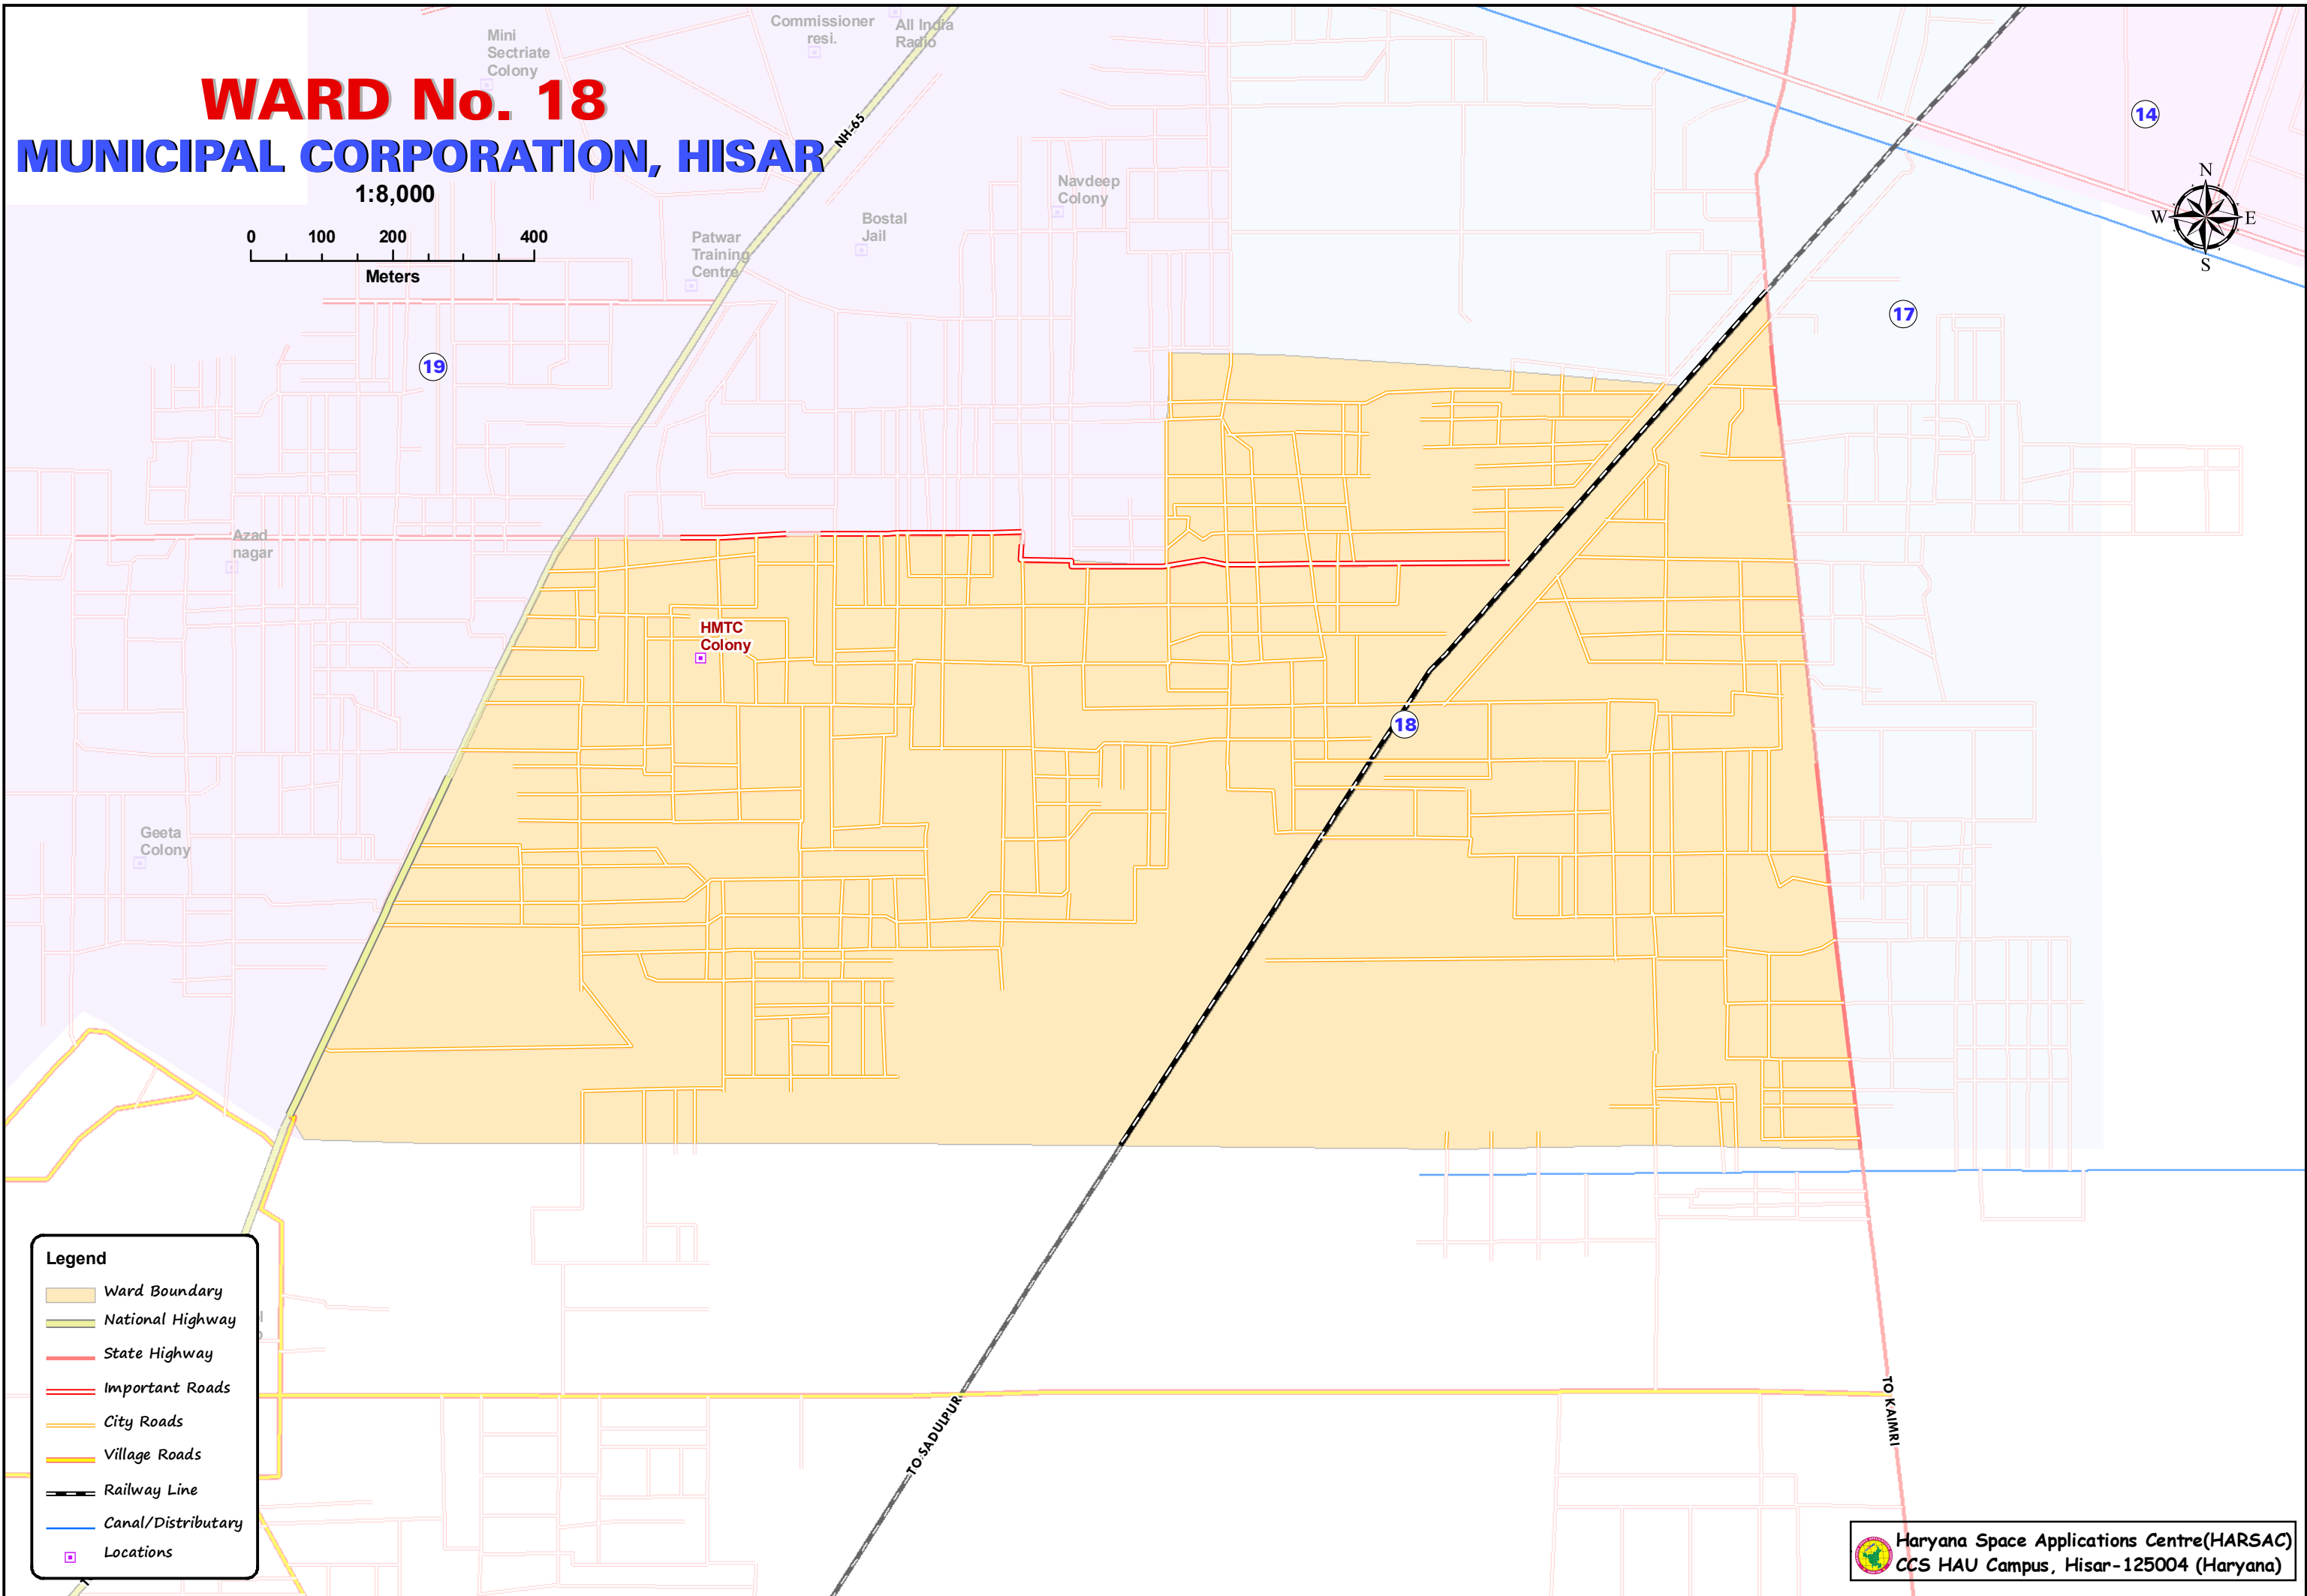 WARD No. 18
MUNICIPAL CORPORATION, HISAR
1:8,000
0 100 200 400
Meters
Mini
Sectriate
Colony
Commissioner
resi.
All India
Radio
NH-65
14
N
W E
S
Navdeep
Colony
Bostal
Jail
Patwar
Training
Centre
17
19
Azad
nagar
HMTC
Colony
18
Geeta
Colony
Legend
Ward Boundary
National Highway
State Highway
Important Roads
City Roads
Village Roads
Railway Line
Canal/Distributary
Locations
TO SADULPUR
TO KAIMRI
Haryana Space Applications Centre(HARSAC)
CCS HAU Campus, Hisar-125004 (Haryana)